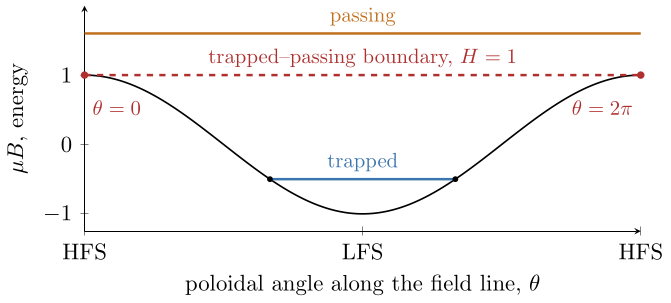 passing
trapped–passing boundary, H = 1
1
θ = 0
θ = 2π
μB, energy
0
trapped
−1
HFS
LFS
HFS
poloidal angle along the field line, θ